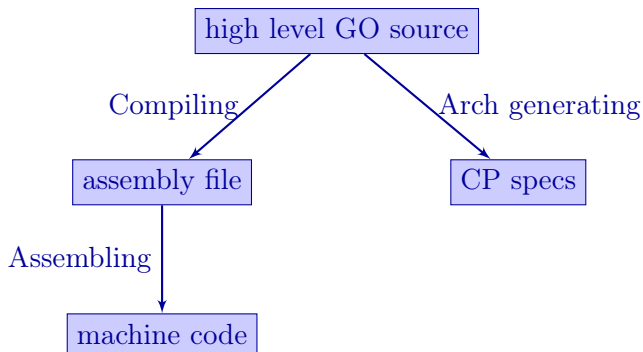 high level GO source
Compiling
Arch generating
assembly file
CP specs
Assembling
machine code